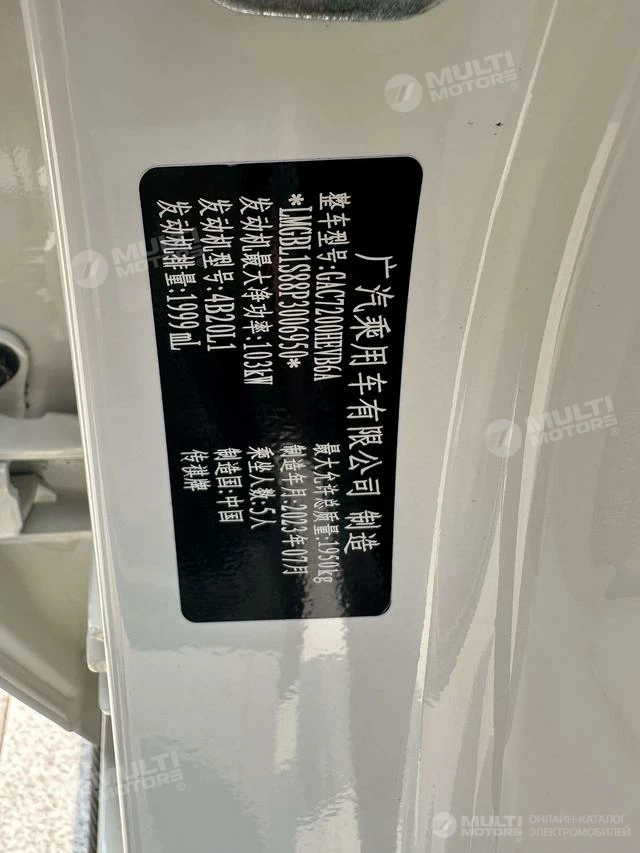 广汽乘用车有限公司 制造
整车型号:GAC7200HEVB6A
最大允许总质量:1950kg
*LMGBL1S88P3006950*
制造年月:2023年07月
发动机最大净功率:103kW
乘坐人数:5人
发动机型号:4B20L1
制造国:中国
发动机排量:1999mL
传祺牌
MULTI MOTORS®
MULTI MOTORS®
MULTI MOTORS®
MULTI MOTORS®
MULTI MOTORS®
ОНЛАЙН-КАТАЛОГ
ЭЛЕКТРОМОБИЛЕЙ